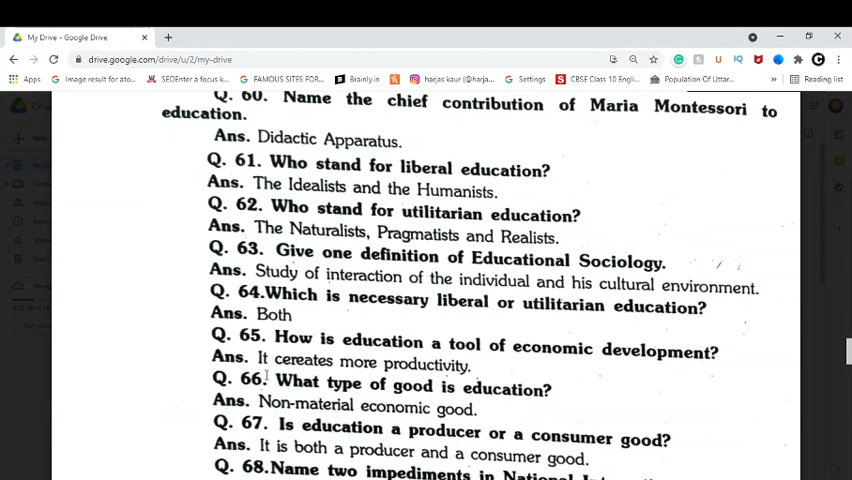 My Drive - Google Drive
drive.google.com/drive/u/2/my-drive
Apps Image result for ato... SEOEnter a focus k... FAMOUS SITES FOR... Brainly.in harjas kaur (@harja... Settings CBSE Class 10 Engli... Population Of Uttar... Reading list
Q. 60. Name the chief contribution of Maria Montessori to
education.
Ans. Didactic Apparatus.
Q. 61. Who stand for liberal education?
Ans. The Idealists and the Humanists.
Q. 62. Who stand for utilitarian education?
Ans. The Naturalists, Pragmatists and Realists.
Q. 63. Give one definition of Educational Sociology.
Ans. Study of interaction of the individual and his cultural environment.
Q. 64.Which is necessary liberal or utilitarian education?
Ans. Both
Q. 65. How is education a tool of economic development?
Ans. It cereates more productivity.
Q. 66. What type of good is education?
Ans. Non-material economic good.
Q. 67. Is education a producer or a consumer good?
Ans. It is both a producer and a consumer good.
Q. 68.Name two impediments in National